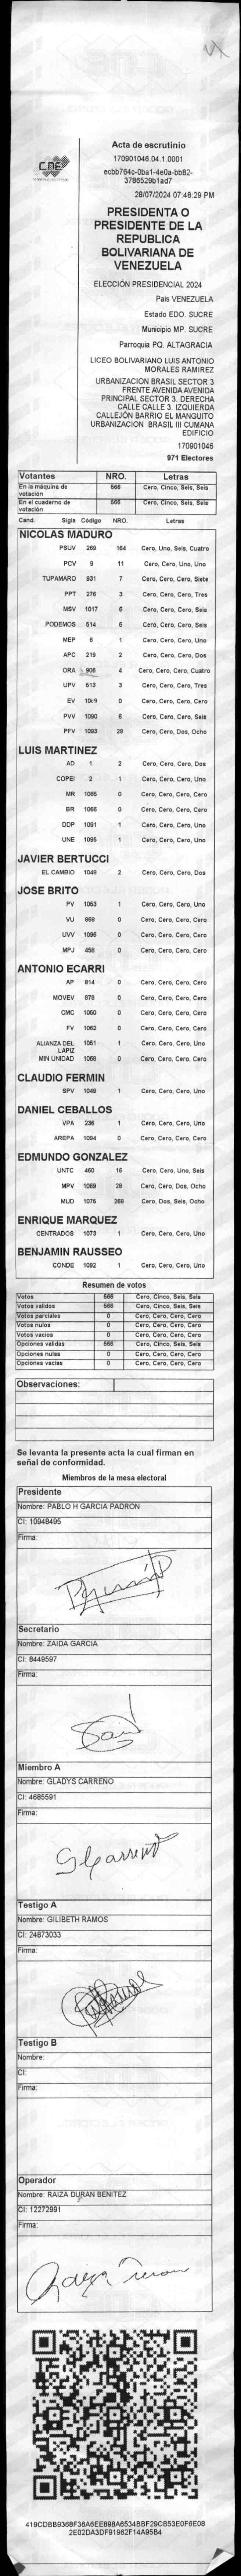 CNE
Acta de escrutinio
170901046.04.1.0001
ecbb764c-0ba1-4e0a-bb82-
3786529b1ad7
28/07/2024 07:48:29 PM
PRESIDENTA O
PRESIDENTE DE LA
REPUBLICA
BOLIVARIANA DE
VENEZUELA
ELECCIÓN PRESIDENCIAL 2024
Pais VENEZUELA
Estado EDO. SUCRE
Municipio MP. SUCRE
Parroquia PQ. ALTAGRACIA
LICEO BOLIVARIANO LUIS ANTONIO
MORALES RAMIREZ
URBANIZACION BRASIL SECTOR 3
FRENTE AVENIDA AVENIDA
PRINCIPAL SECTOR 3. DERECHA
CALLE CALLE 3. IZQUIERDA
CALLEJÓN BARRIO EL MANGUITO
URBANIZACION BRASIL III CUMANA
EDIFICIO
170901046
971 Electores
Votantes NRO. Letras
En la máquina de votación 566 Cero, Cinco, Seis, Seis
En el cuaderno de votación 566 Cero, Cinco, Seis, Seis
Cand. Sigla Código NRO. Letras
NICOLAS MADURO
PSUV 269 164 Cero, Uno, Seis, Cuatro
PCV 9 11 Cero, Cero, Uno, Uno
TUPAMARO 931 7 Cero, Cero, Cero, Siete
PPT 276 3 Cero, Cero, Cero, Tres
MSV 1017 6 Cero, Cero, Cero, Seis
PODEMOS 514 6 Cero, Cero, Cero, Seis
MEP 6 1 Cero, Cero, Cero, Uno
APC 219 2 Cero, Cero, Cero, Dos
ORA 906 4 Cero, Cero, Cero, Cuatro
UPV 513 3 Cero, Cero, Cero, Tres
EV 1089 0 Cero, Cero, Cero, Cero
PVV 1090 6 Cero, Cero, Cero, Seis
PFV 1093 28 Cero, Cero, Dos, Ocho
LUIS MARTINEZ
AD 1 2 Cero, Cero, Cero, Dos
COPEI 2 1 Cero, Cero, Cero, Uno
MR 1065 0 Cero, Cero, Cero, Cero
BR 1066 0 Cero, Cero, Cero, Cero
DDP 1091 1 Cero, Cero, Cero, Uno
UNE 1095 1 Cero, Cero, Cero, Uno
JAVIER BERTUCCI
EL CAMBIO 1049 2 Cero, Cero, Cero, Dos
JOSE BRITO
PV 1053 1 Cero, Cero, Cero, Uno
VU 868 0 Cero, Cero, Cero, Cero
UVV 1096 0 Cero, Cero, Cero, Cero
MPJ 456 0 Cero, Cero, Cero, Cero
ANTONIO ECARRI
AP 814 0 Cero, Cero, Cero, Cero
MOVEV 878 0 Cero, Cero, Cero, Cero
CMC 1050 0 Cero, Cero, Cero, Cero
FV 1062 0 Cero, Cero, Cero, Cero
ALIANZA DEL LAPIZ 1051 1 Cero, Cero, Cero, Uno
MIN UNIDAD 1068 0 Cero, Cero, Cero, Cero
CLAUDIO FERMIN
SPV 1048 1 Cero, Cero, Cero, Uno
DANIEL CEBALLOS
VPA 236 1 Cero, Cero, Cero, Uno
AREPA 1094 0 Cero, Cero, Cero, Cero
EDMUNDO GONZALEZ
UNTC 460 16 Cero, Cero, Uno, Seis
MPV 1069 28 Cero, Cero, Dos, Ocho
MUD 1075 268 Cero, Dos, Seis, Ocho
ENRIQUE MARQUEZ
CENTRADOS 1073 1 Cero, Cero, Cero, Uno
BENJAMIN RAUSSEO
CONDE 1092 1 Cero, Cero, Cero, Uno
Resumen de votos
Votos 566 Cero, Cinco, Seis, Seis
Votos validos 566 Cero, Cinco, Seis, Seis
Votos parciales 0 Cero, Cero, Cero, Cero
Votos nulos 0 Cero, Cero, Cero, Cero
Votos vacios 0 Cero, Cero, Cero, Cero
Opciones validas 566 Cero, Cinco, Seis, Seis
Opciones nulas 0 Cero, Cero, Cero, Cero
Opciones vacias 0 Cero, Cero, Cero, Cero
Observaciones:
Se levanta la presente acta la cual firman en
señal de conformidad.
Miembros de la mesa electoral
Presidente
Nombre: PABLO H GARCIA PADRON
CI: 10948495
Firma:
Secretario
Nombre: ZAIDA GARCIA
CI: 8449597
Firma:
Miembro A
Nombre: GLADYS CARREÑO
CI: 4685591
Firma:
Testigo A
Nombre: GILIBETH RAMOS
CI: 24873033
Firma:
Testigo B
Nombre:
CI:
Firma:
Operador
Nombre: RAIZA DURAN BENITEZ
CI: 12272991
Firma:
419CDBB9368F36A6EE898A6534BBF29CB53E0F6E08
2E02DA3DF91962F14A95B4